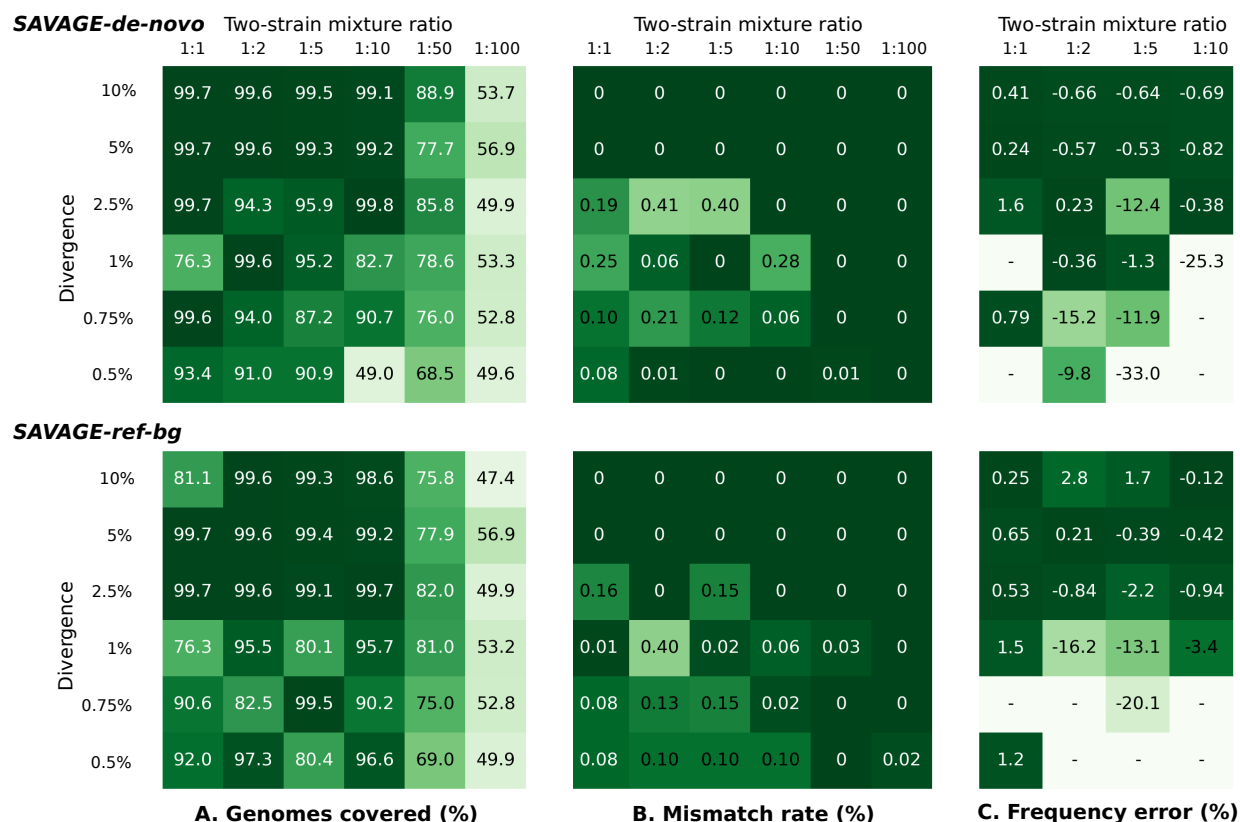 SAVAGE-de-novo Two-strain mixture ratio Two-strain mixture ratio Two-strain mixture ratio
1:1 1:2 1:5 1:10 1:50 1:100 1:1 1:2 1:5 1:10 1:50 1:100 1:1 1:2 1:5 1:10
10% 99.7 99.6 99.5 99.1 88.9 53.7 0 0 0 0 0 0 0.41 -0.66 -0.64 -0.69
5% 99.7 99.6 99.3 99.2 77.7 56.9 0 0 0 0 0 0 0.24 -0.57 -0.53 -0.82
2.5% 99.7 94.3 95.9 99.8 85.8 49.9 0.19 0.41 0.40 0 0 0 1.6 0.23 -12.4 -0.38
Divergence
1% 76.3 99.6 95.2 82.7 78.6 53.3 0.25 0.06 0 0.28 0 0 - -0.36 -1.3 -25.3
0.75% 99.6 94.0 87.2 90.7 76.0 52.8 0.10 0.21 0.12 0.06 0 0 0.79 -15.2 -11.9 -
0.5% 93.4 91.0 90.9 49.0 68.5 49.6 0.08 0.01 0 0 0.01 0 - -9.8 -33.0 -
SAVAGE-ref-bg
10% 81.1 99.6 99.3 98.6 75.8 47.4 0 0 0 0 0 0 0.25 2.8 1.7 -0.12
5% 99.7 99.6 99.4 99.2 77.9 56.9 0 0 0 0 0 0 0.65 0.21 -0.39 -0.42
2.5% 99.7 99.6 99.1 99.7 82.0 49.9 0.16 0 0.15 0 0 0 0.53 -0.84 -2.2 -0.94
Divergence
1% 76.3 95.5 80.1 95.7 81.0 53.2 0.01 0.40 0.02 0.06 0.03 0 1.5 -16.2 -13.1 -3.4
0.75% 90.6 82.5 99.5 90.2 75.0 52.8 0.08 0.13 0.15 0.02 0 0 - - -20.1 -
0.5% 92.0 97.3 80.4 96.6 69.0 49.9 0.08 0.10 0.10 0.10 0 0.02 1.2 - - -
A. Genomes covered (%) B. Mismatch rate (%) C. Frequency error (%)